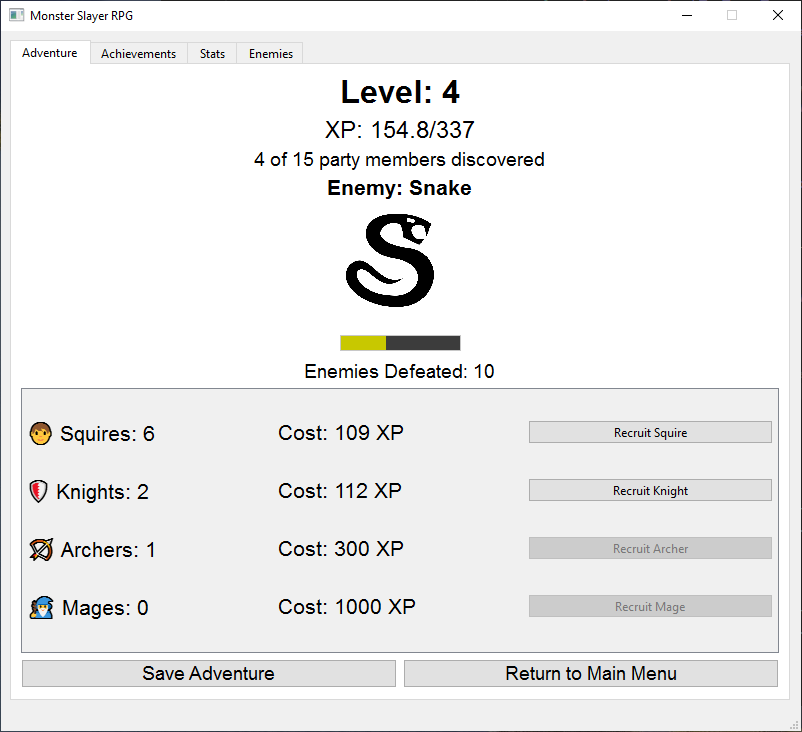 Monster Slayer RPG
Adventure Achievements Stats Enemies
Level: 4
XP: 154.8/337
4 of 15 party members discovered
Enemy: Snake
Enemies Defeated: 10
Squires: 6 Cost: 109 XP Recruit Squire
Knights: 2 Cost: 112 XP Recruit Knight
Archers: 1 Cost: 300 XP Recruit Archer
Mages: 0 Cost: 1000 XP Recruit Mage
Save Adventure Return to Main Menu